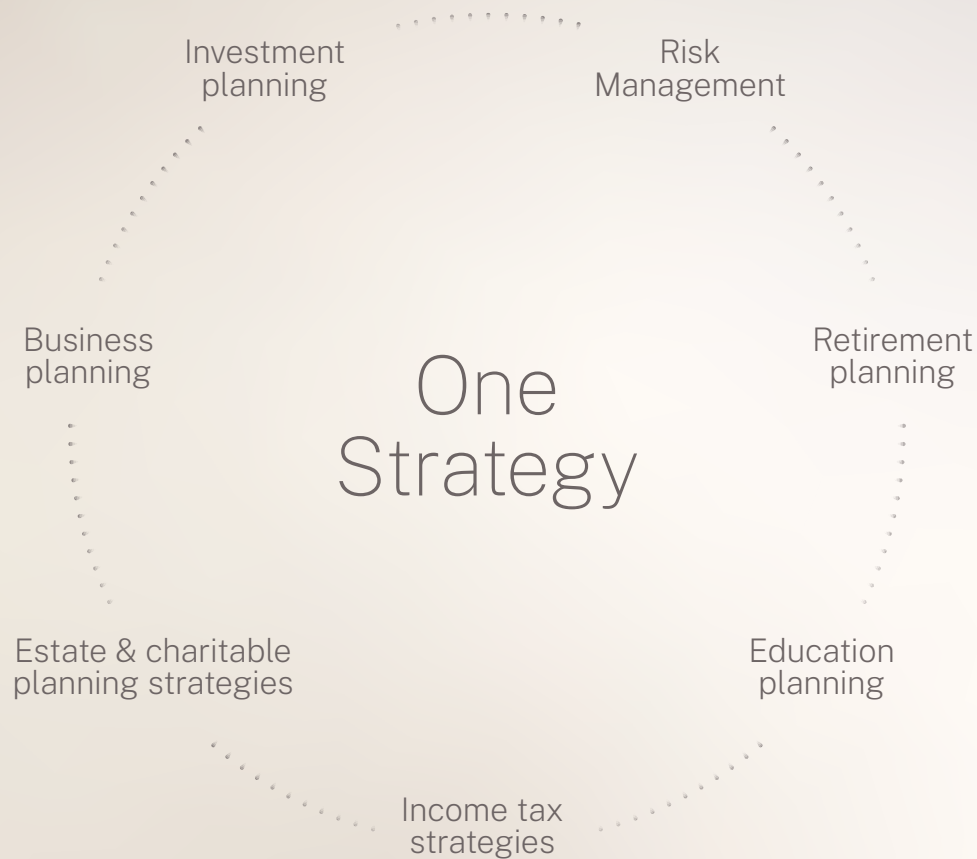 Investment
planning
Risk
Management
Business
planning
One
Strategy
Retirement
planning
Estate & charitable
planning strategies
Education
planning
Income tax
strategies